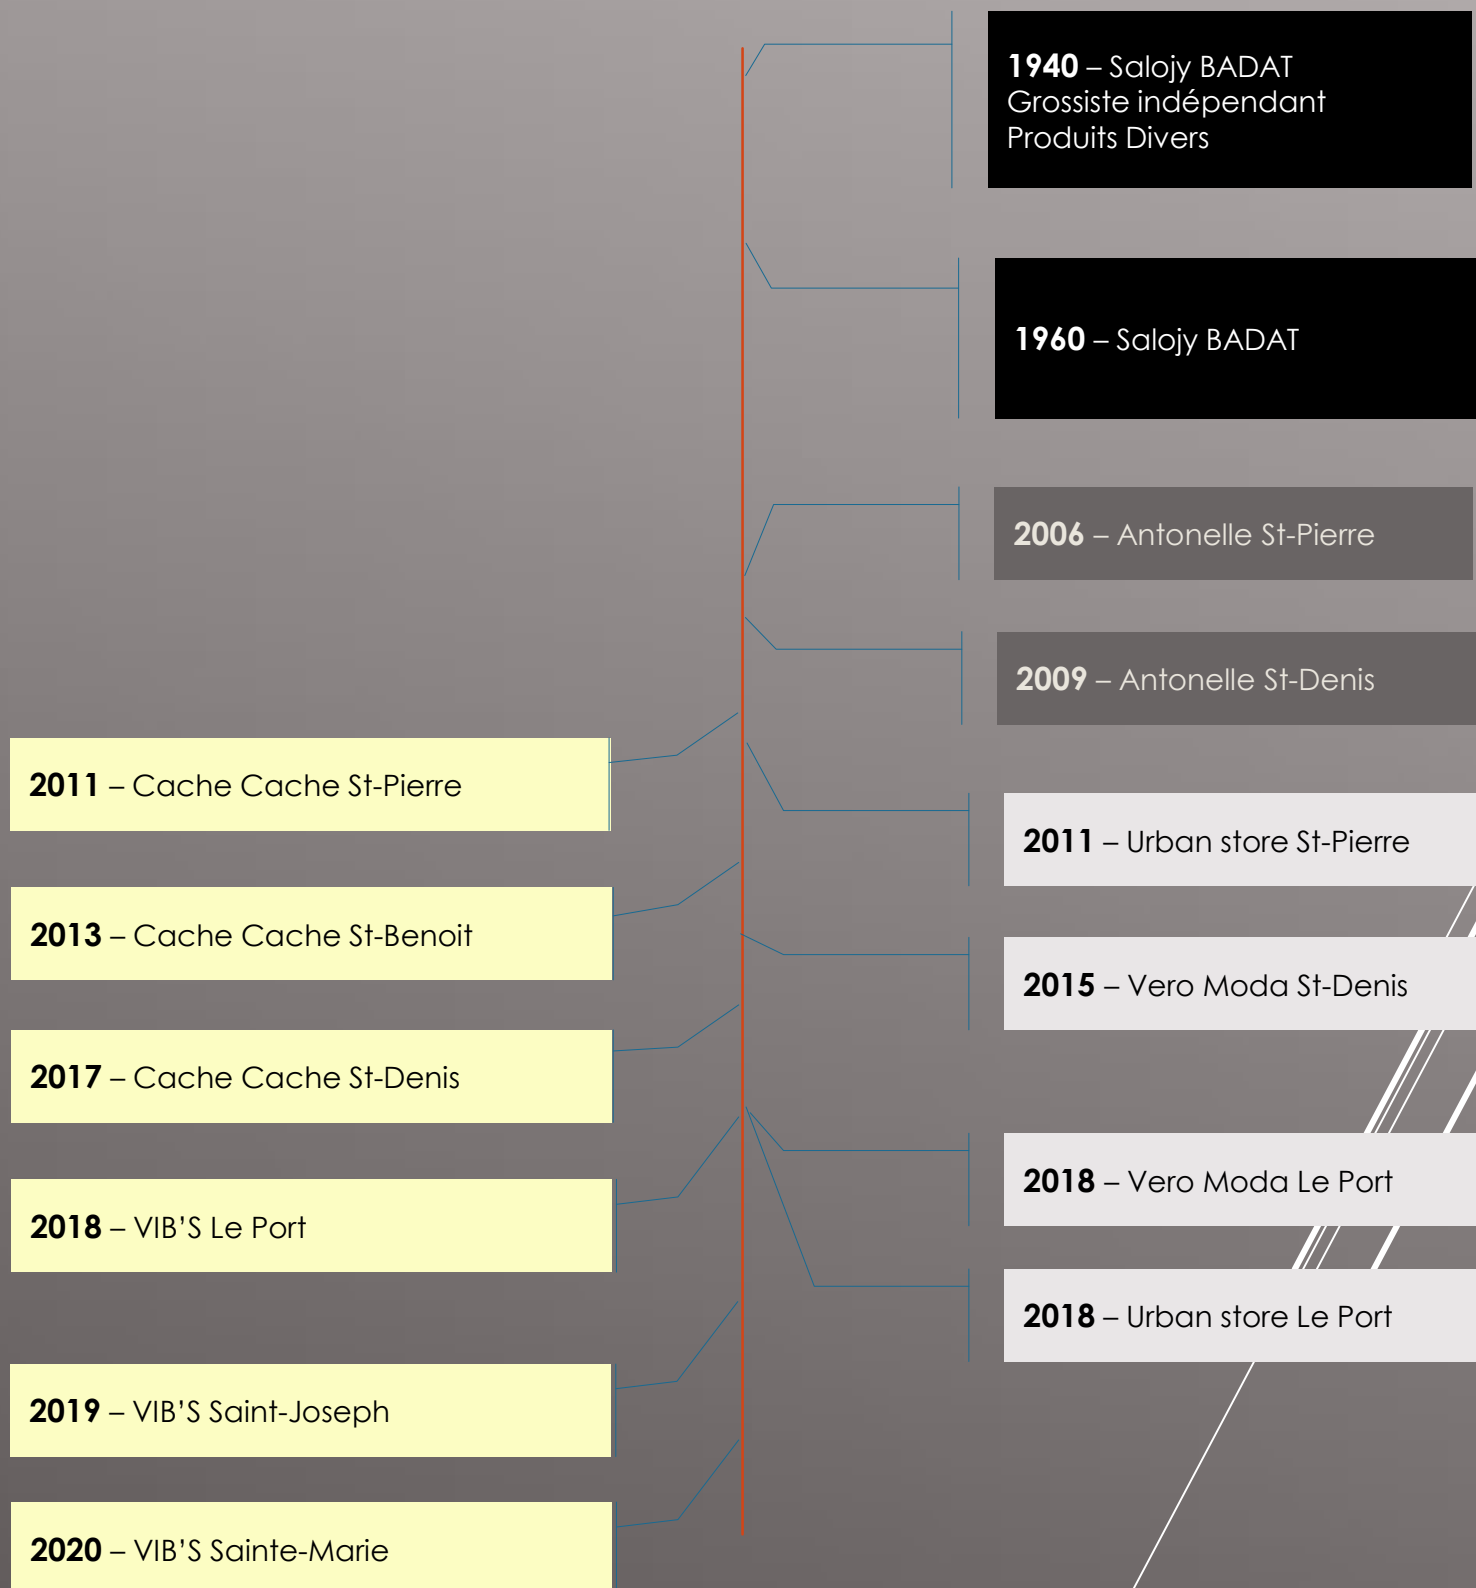 1940 – Salojy BADAT
Grossiste indépendant
Produits Divers
1960 – Salojy BADAT
2006 – Antonelle St-Pierre
2009 – Antonelle St-Denis
2011 – Cache Cache St-Pierre
2011 – Urban store St-Pierre
2013 – Cache Cache St-Benoit
2015 – Vero Moda St-Denis
2017 – Cache Cache St-Denis
2018 – Vero Moda Le Port
2018 – VIB'S Le Port
2018 – Urban store Le Port
2019 – VIB'S Saint-Joseph
2020 – VIB'S Sainte-Marie